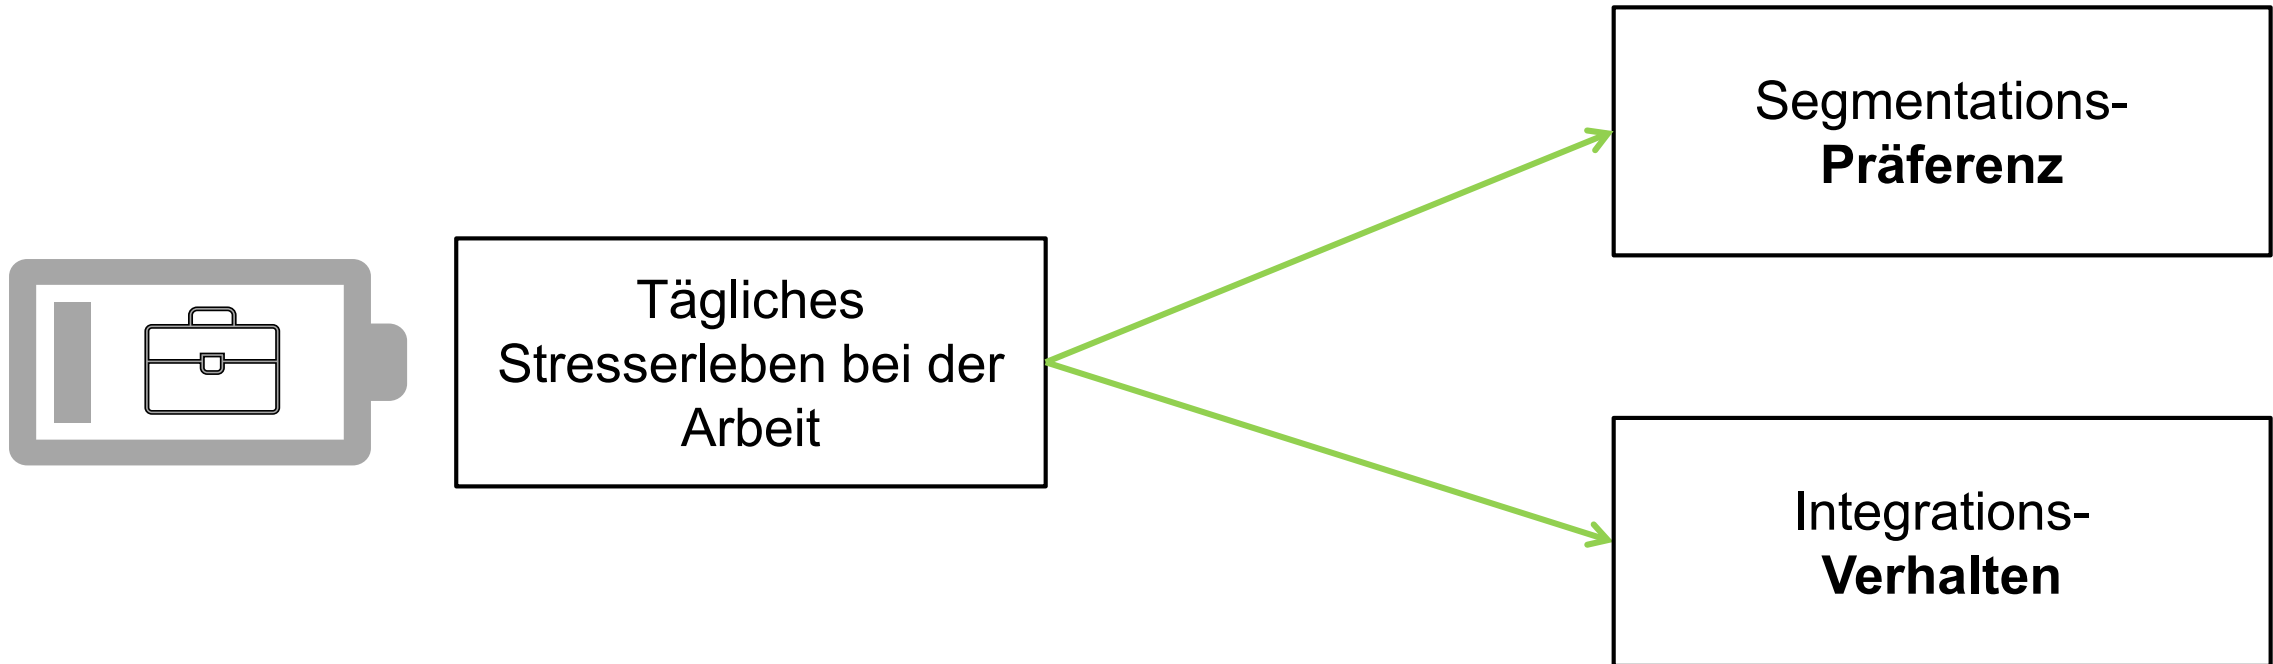 Segmentations-
Präferenz
Tägliches
Stresserleben bei der
Arbeit
Integrations-
Verhalten